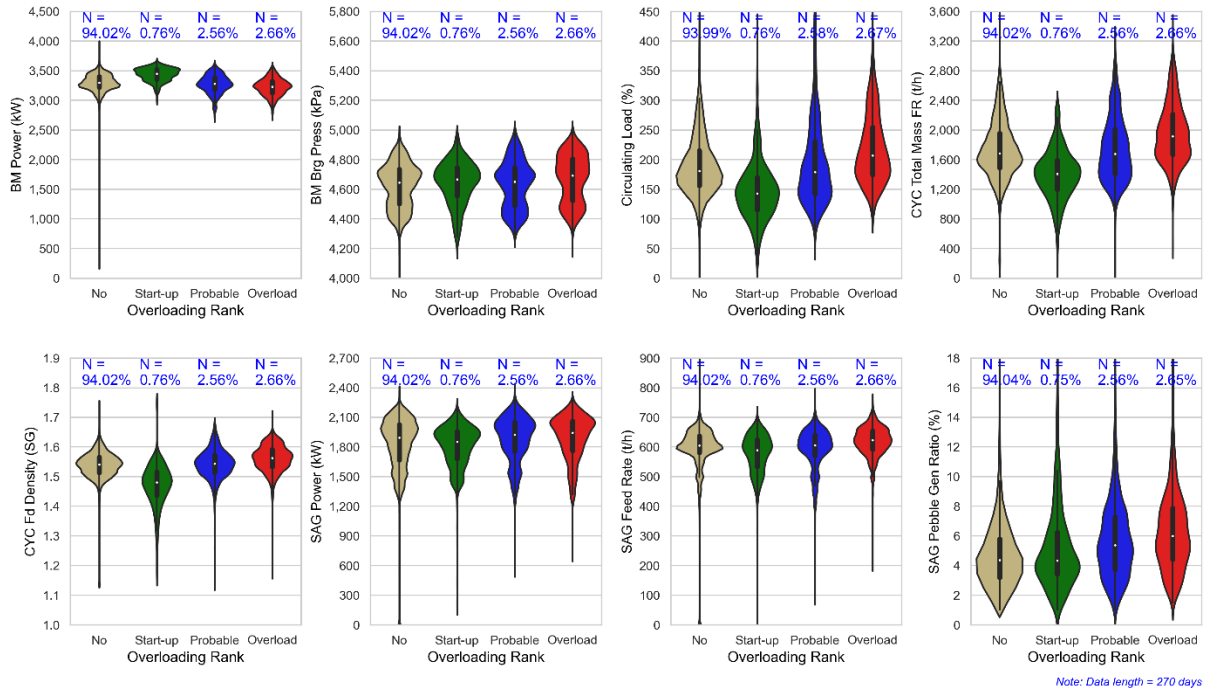 4,500
4,000
3,500
3,000
2,500
2,000
1,500
1,000
500
0
BM Power (kW)
N = N = N = N =
94.02% 0.76% 2.56% 2.66%
No Start-up Probable Overload
Overloading Rank
5,800
5,600
5,400
5,200
5,000
4,800
4,600
4,400
4,200
4,000
BM Brg Press (kPa)
N = N = N = N =
94.02% 0.76% 2.56% 2.66%
No Start-up Probable Overload
Overloading Rank
450
400
350
300
250
200
150
100
50
0
Circulating Load (%)
N = N = N = N =
93.99% 0.76% 2.58% 2.67%
No Start-up Probable Overload
Overloading Rank
3,600
3,200
2,800
2,400
2,000
1,600
1,200
800
400
0
CYC Total Mass FR (t/h)
N = N = N = N =
94.02% 0.76% 2.56% 2.66%
No Start-up Probable Overload
Overloading Rank
1.9
1.8
1.7
1.6
1.5
1.4
1.3
1.2
1.1
1.0
CYC Fd Density (SG)
N = N = N = N =
94.02% 0.76% 2.56% 2.66%
No Start-up Probable Overload
Overloading Rank
2,700
2,400
2,100
1,800
1,500
1,200
900
600
300
0
SAG Power (kW)
N = N = N = N =
94.02% 0.76% 2.56% 2.66%
No Start-up Probable Overload
Overloading Rank
900
800
700
600
500
400
300
200
100
0
SAG Feed Rate (t/h)
N = N = N = N =
94.02% 0.76% 2.56% 2.66%
No Start-up Probable Overload
Overloading Rank
18
16
14
12
10
8
6
4
2
0
SAG Pebble Gen Ratio (%)
N = N = N = N =
94.04% 0.75% 2.56% 2.65%
No Start-up Probable Overload
Overloading Rank
Note: Data length = 270 days